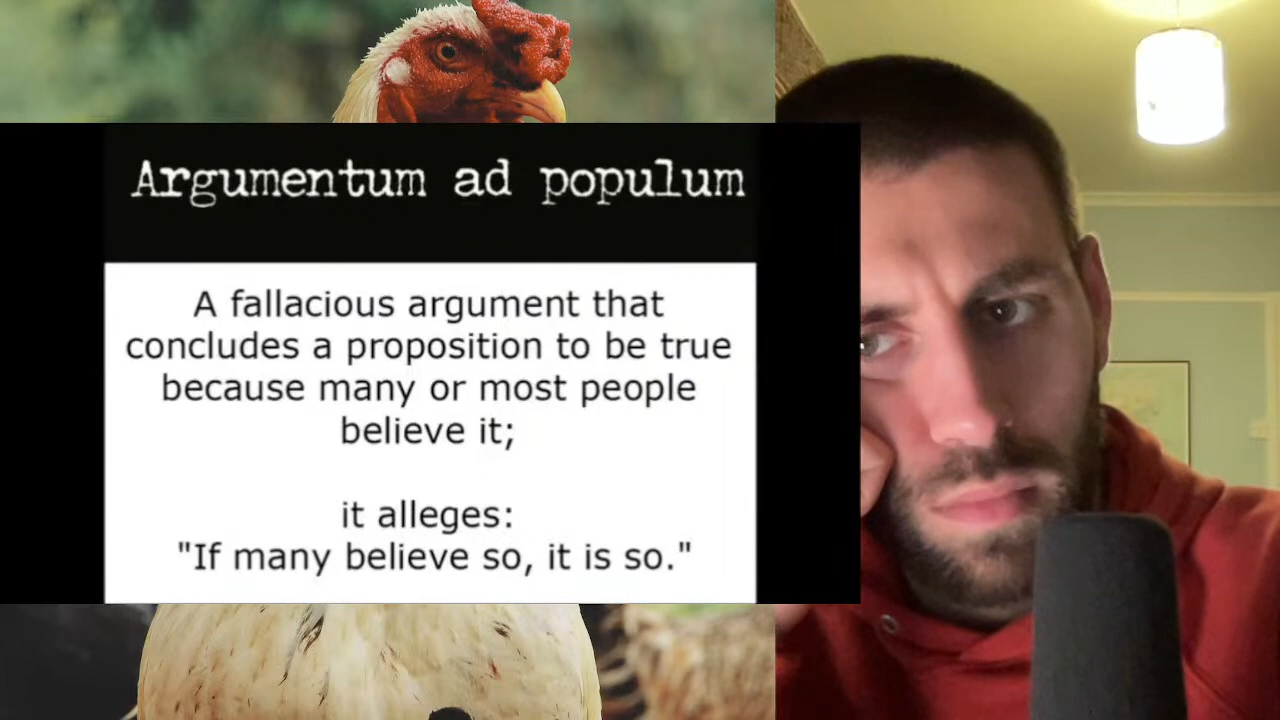 Argumentum ad populum
A fallacious argument that
concludes a proposition to be true
because many or most people
believe it;
it alleges:
"If many believe so, it is so."